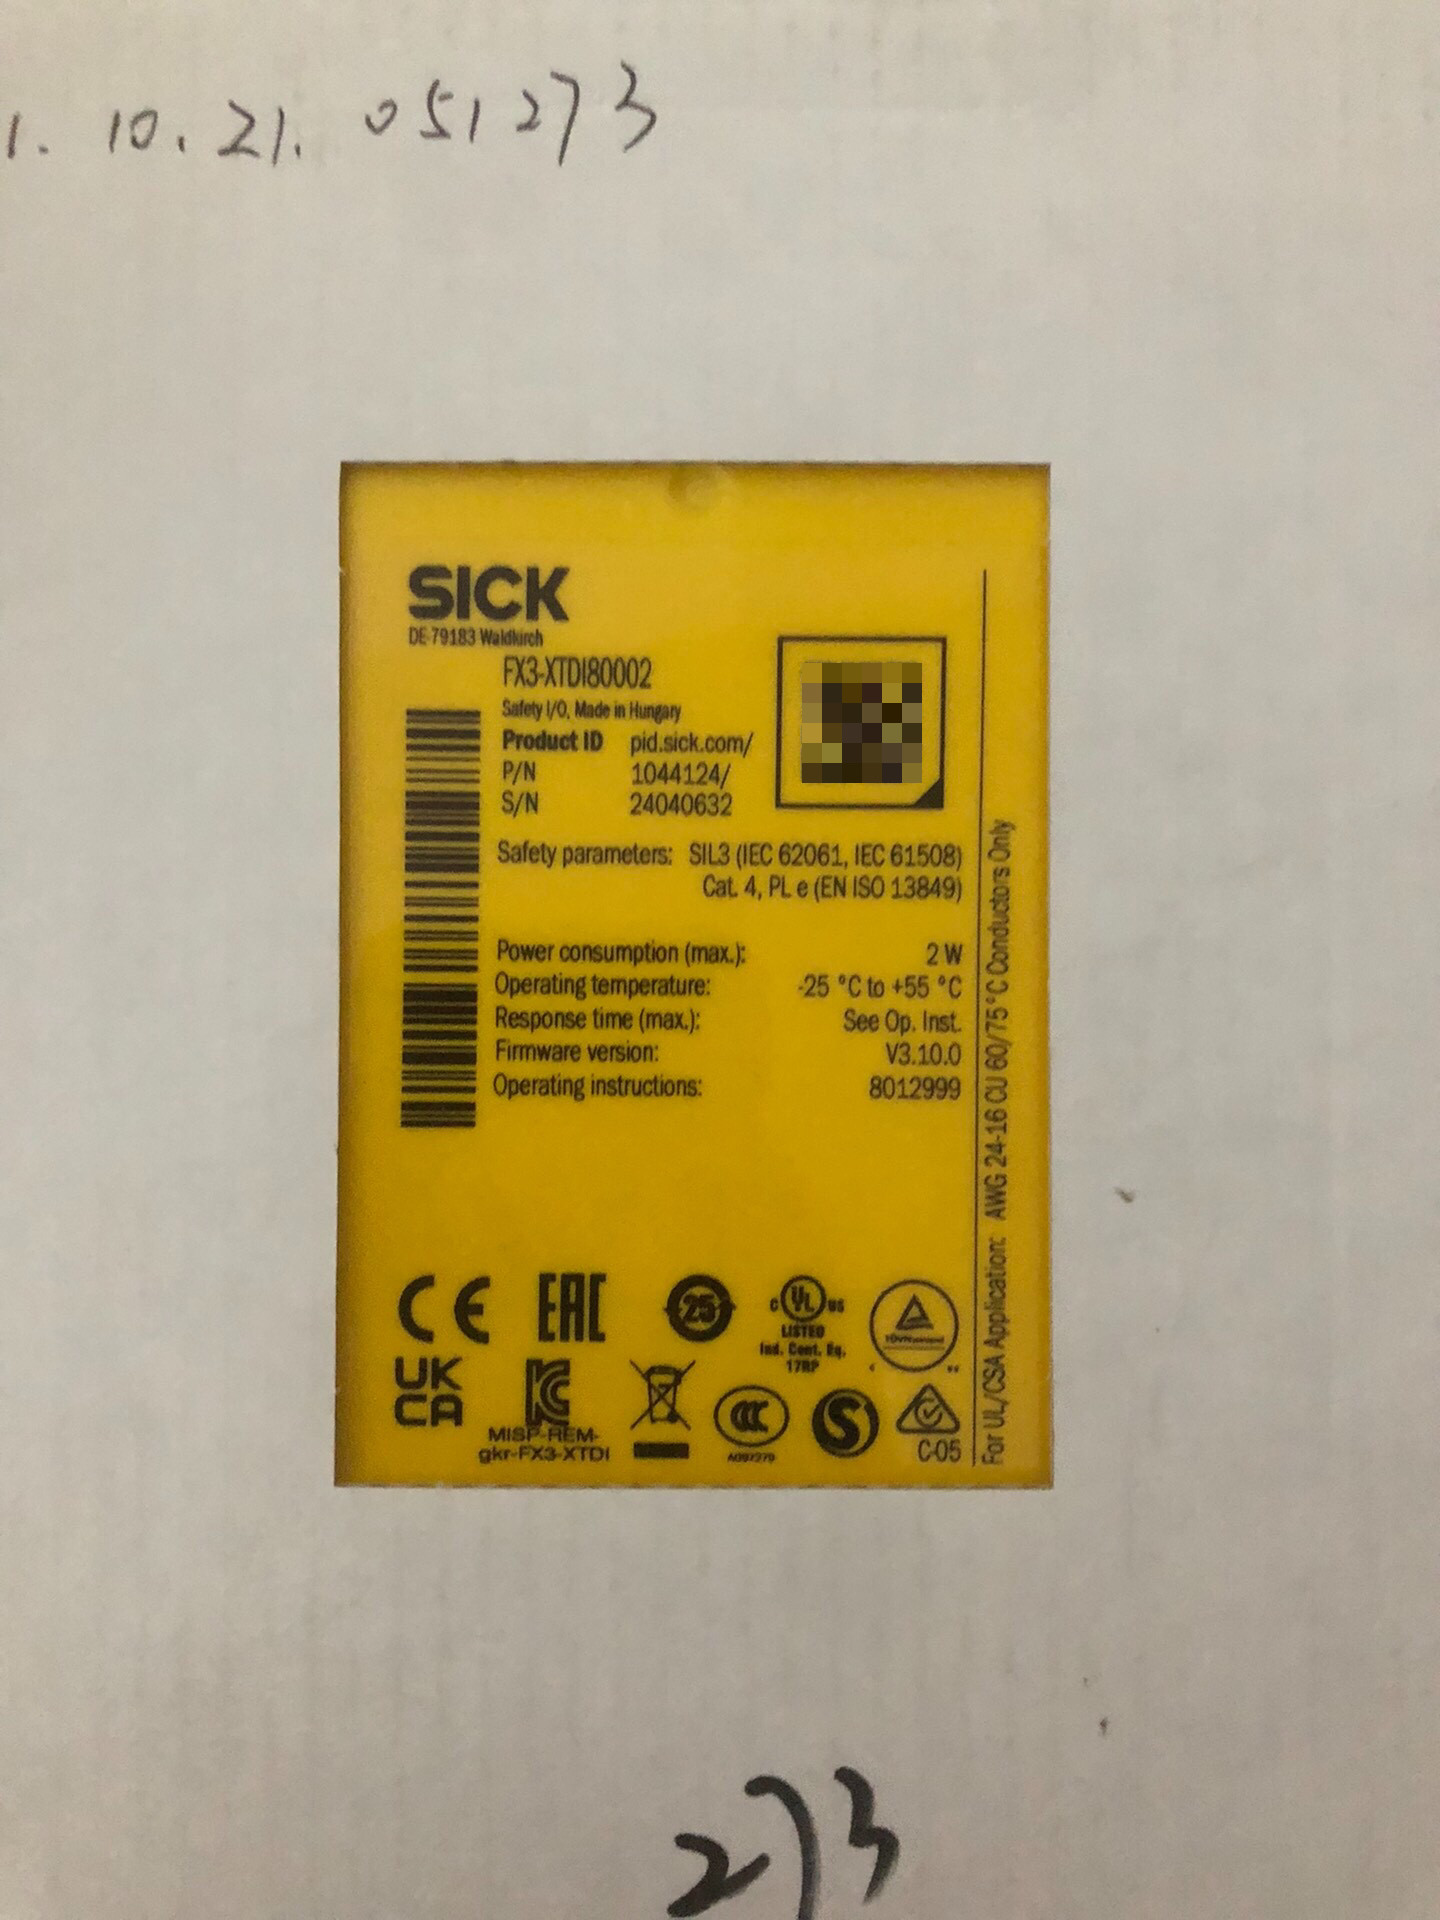 1. 10. 21. 051273
SICK
DE-79183 Waldkirch
FX3-XTDI80002
Safety I/O, Made in Hungary
Product ID pid.sick.com/
P/N 1044124/
S/N 24040632
Safety parameters: SIL3 (IEC 62061, IEC 61508)
Cat. 4, PL e (EN ISO 13849)
Power consumption (max.): 2 W
Operating temperature: -25 °C to +55 °C
Response time (max.): See Op. Inst.
Firmware version: V3.10.0
Operating instructions: 8012999
For UL/CSA Application: AWG 24-16 CU 60/75°C Conductors Only
CE EAC 25 C UL US
LISTED
Ind. Cont. Eq.
17RP
UK
CA
MISP-REM-
gkr-FX3-XTDI
CCC
S
C-05
273